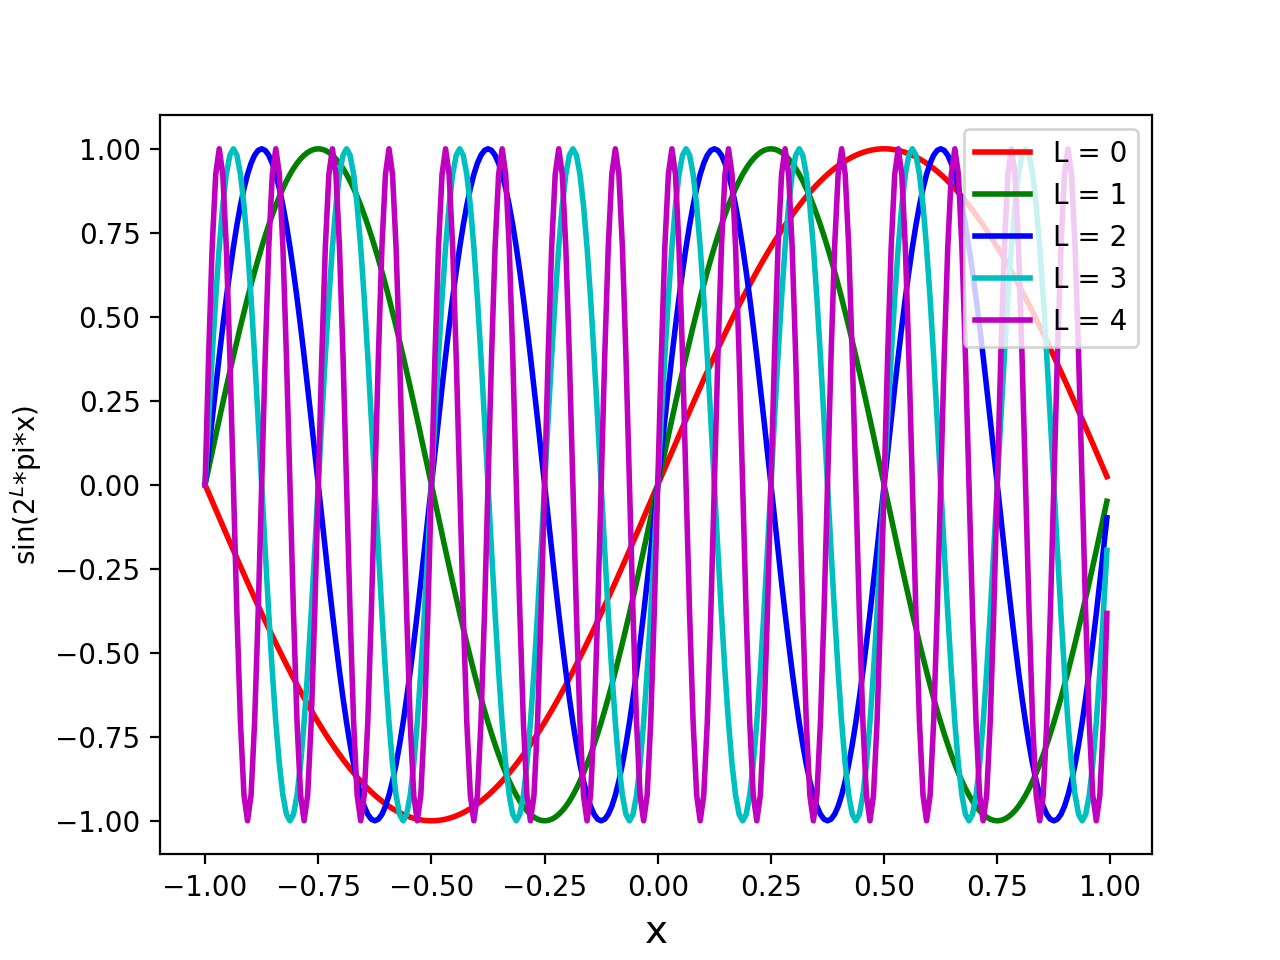 1.00
0.75
0.50
0.25
0.00
−0.25
−0.50
−0.75
−1.00
sin(2^L*pi*x)
L = 0
L = 1
L = 2
L = 3
L = 4
−1.00 −0.75 −0.50 −0.25 0.00 0.25 0.50 0.75 1.00
x